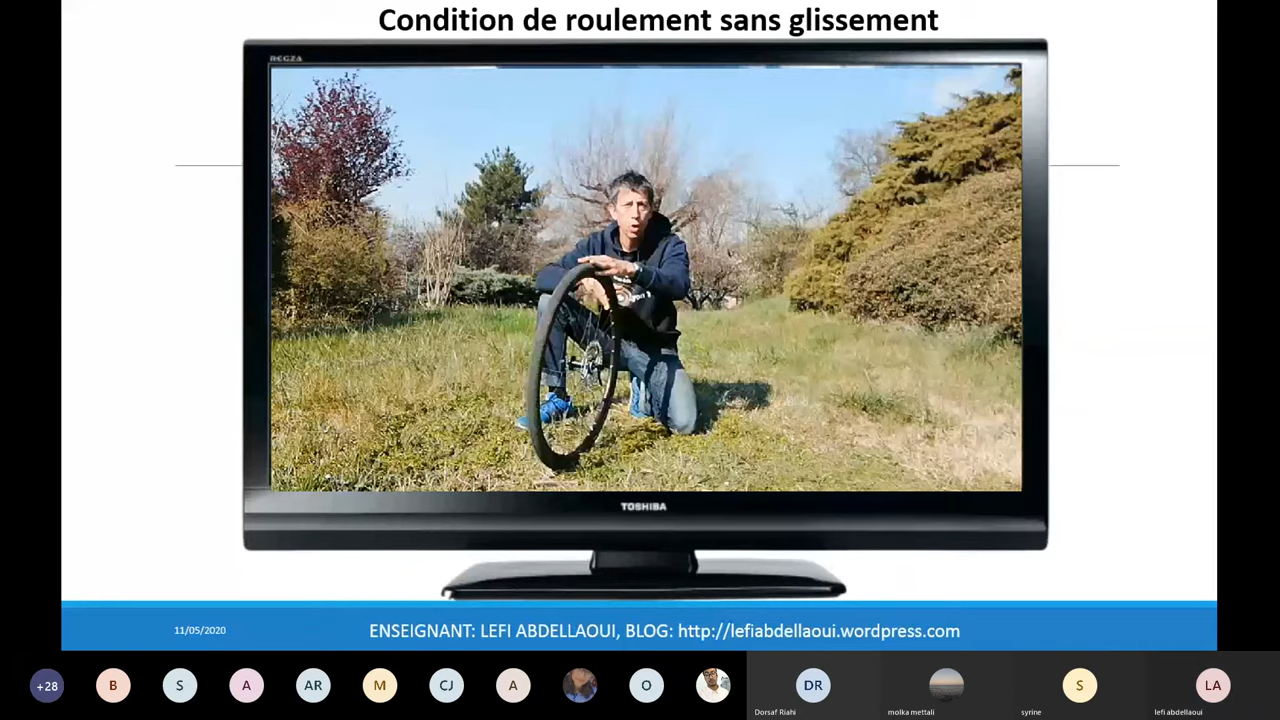 Condition de roulement sans glissement
REGZA
TOSHIBA
11/05/2020
ENSEIGNANT: LEFI ABDELLAOUI, BLOG: http://lefiabdellaoui.wordpress.com
+28
B
S
A
AR
M
CJ
A
O
DR
S
LA
Dorsaf Riahi
molka mettali
syrine
lefi abdellaoui